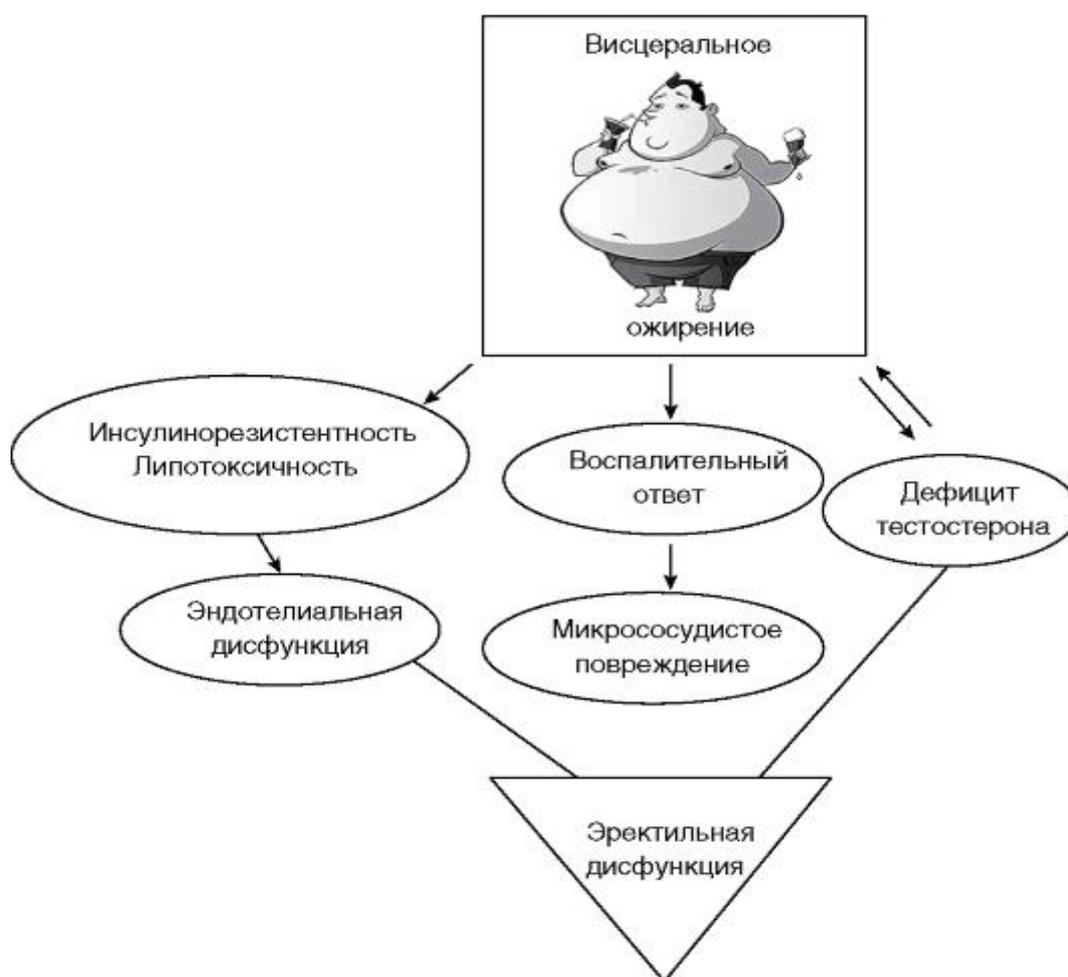 Висцеральное
ожирение
Инсулинорезистентность
Липотоксичность
Воспалительный
ответ
Дефицит
тестостерона
Эндотелиальная
дисфункция
Микрососудистое
повреждение
Эректильная
дисфункция